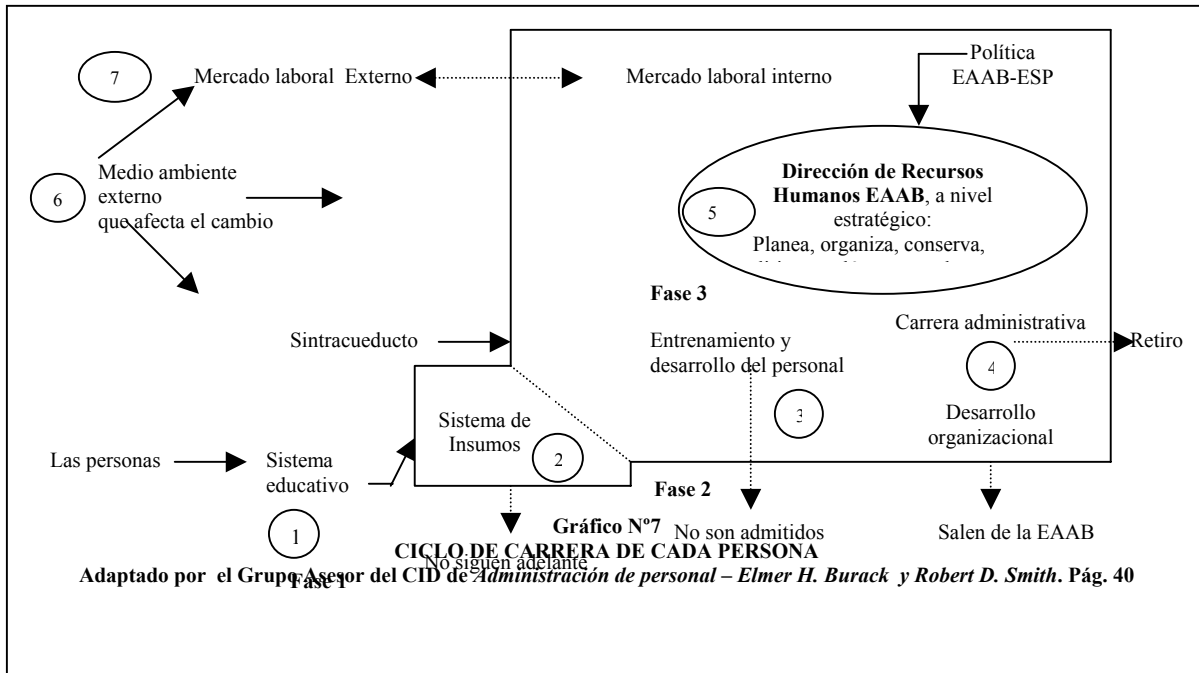 Política
EAAB-ESP
7
Mercado laboral Externo
Mercado laboral interno
6
Medio ambiente
externo
que afecta el cambio
Dirección de Recursos
Humanos EAAB, a nivel
5
estratégico:
Planea, organiza, conserva,
Fase 3
Sintracueducto
Entrenamiento y
desarrollo del personal
3
Carrera administrativa
4
Retiro
Desarrollo
organizacional
Sistema de
Insumos
2
Las personas
Sistema
educativo
1
Fase 1
Fase 2
No siguen adelante
No son admitidos
Salen de la EAAB
Gráfico Nº7
CICLO DE CARRERA DE CADA PERSONA
Adaptado por el Grupo Asesor del CID de Administración de personal – Elmer H. Burack y Robert D. Smith. Pág. 40